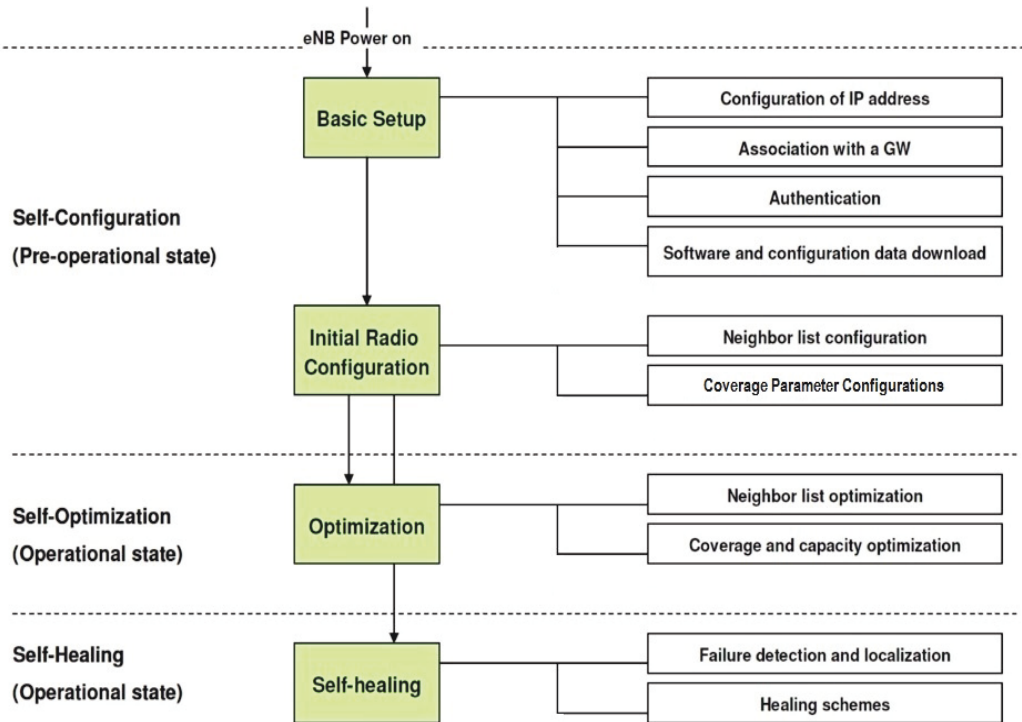 eNB Power on
Basic Setup
Configuration of IP address
Association with a GW
Authentication
Software and configuration data download
Self-Configuration
(Pre-operational state)
Initial Radio
Configuration
Neighbor list configuration
Coverage Parameter Configurations
Self-Optimization
(Operational state)
Optimization
Neighbor list optimization
Coverage and capacity optimization
Self-Healing
(Operational state)
Self-healing
Failure detection and localization
Healing schemes